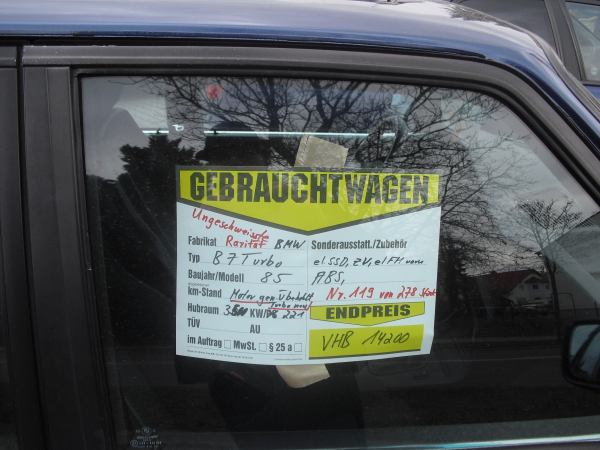 GEBRAUCHTWAGEN
Ungeschweisste
Rarität
Fabrikat BMW
Typ B7 Turbo
Baujahr/Modell 85
km-Stand Motor gen. Überholt
Turbo neu
Hubraum KW/PS 221
TÜV AU
im Auftrag □ MwSt. □ § 25 a □
Sonderausstatt./Zubehör
el. SSD, ZV, el FH vorn
ABS,
Nr. 119 von 278 Stück
ENDPREIS
VHB 14200